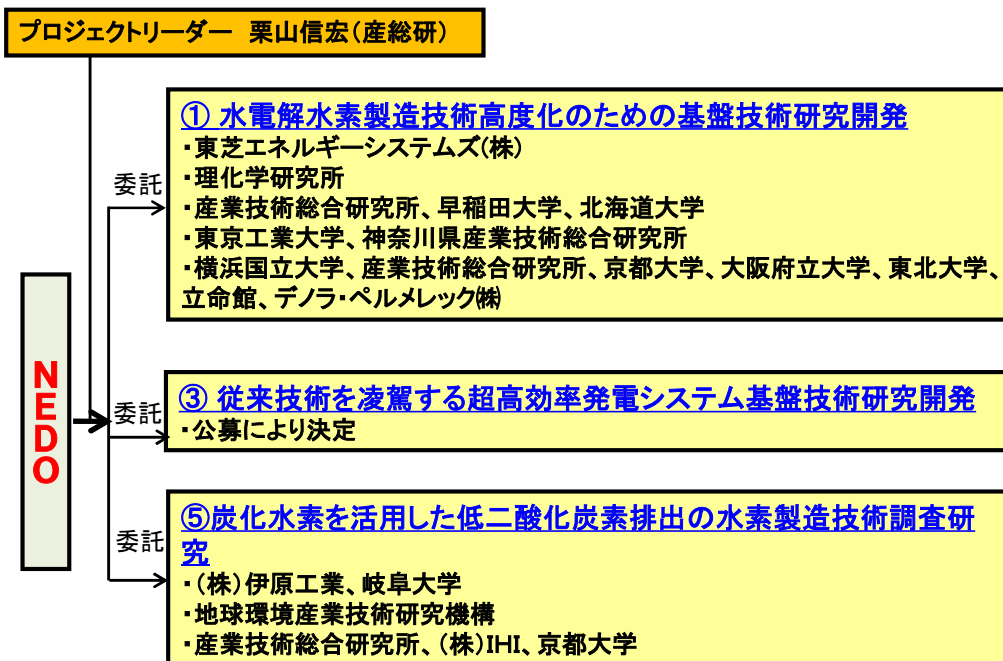 プロジェクトリーダー 栗山信宏(産総研)
① 水電解水素製造技術高度化のための基盤技術研究開発
・東芝エネルギーシステムズ(株)
・理化学研究所
・産業技術総合研究所、早稲田大学、北海道大学
・東京工業大学、神奈川県産業技術総合研究所
・横浜国立大学、産業技術総合研究所、京都大学、大阪府立大学、東北大学、
立命館、デノラ・ペルメレック㈱
委託
NEDO
委託
③ 従来技術を凌駕する超高効率発電システム基盤技術研究開発
・公募により決定
委託
⑤炭化水素を活用した低二酸化炭素排出の水素製造技術調査研
究
・(株)伊原工業、岐阜大学
・地球環境産業技術研究機構
・産業技術総合研究所、(株)IHI、京都大学